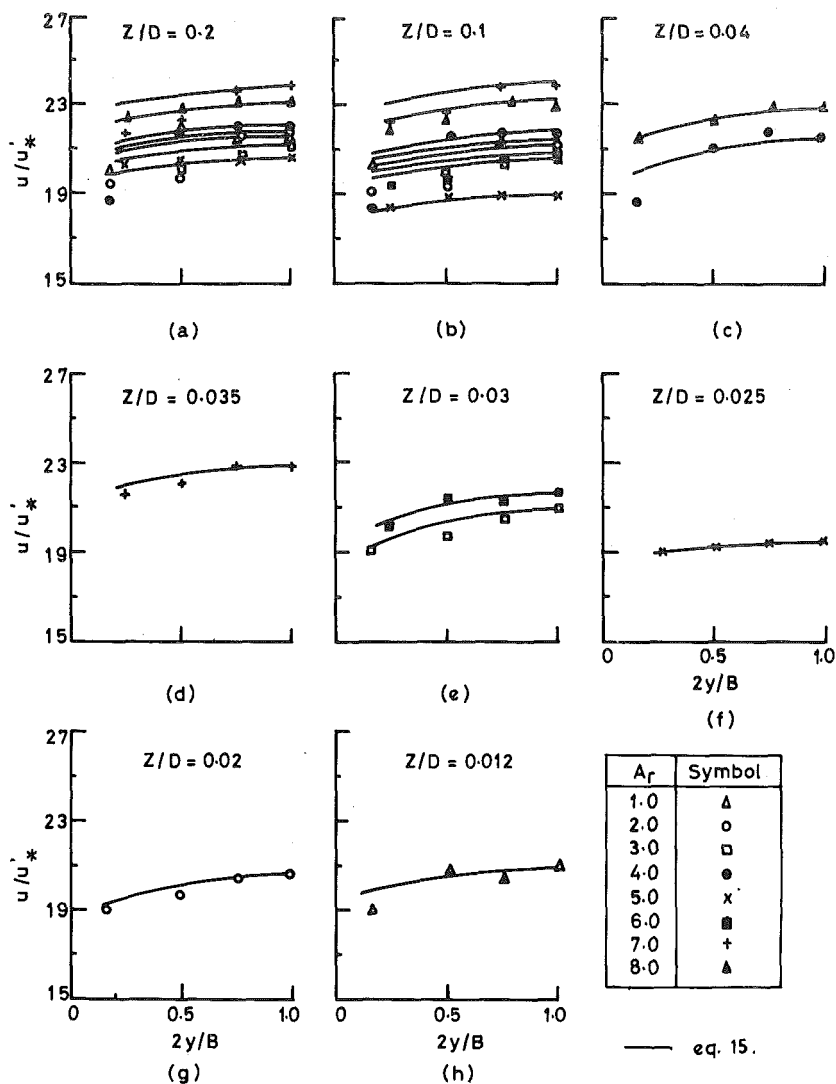 27
23
19
15
u/u'*
Z/D = 0.2
Z/D = 0.1
Z/D = 0.04
(a)
(b)
(c)
27
23
19
15
u/u'*
Z/D = 0.035
Z/D = 0.03
Z/D = 0.025
0 0.5 1.0
2y/B
(d)
(e)
(f)
27
23
19
15
u/u'*
Z/D = 0.02
Z/D = 0.012
0 0.5 1.0
0 0.5 1.0
2y/B
2y/B
(g)
(h)
Ar Symbol
1.0 △
2.0 ○
3.0 □
4.0 ●
5.0 x
6.0 ■
7.0 +
8.0 ▲
eq. 15.